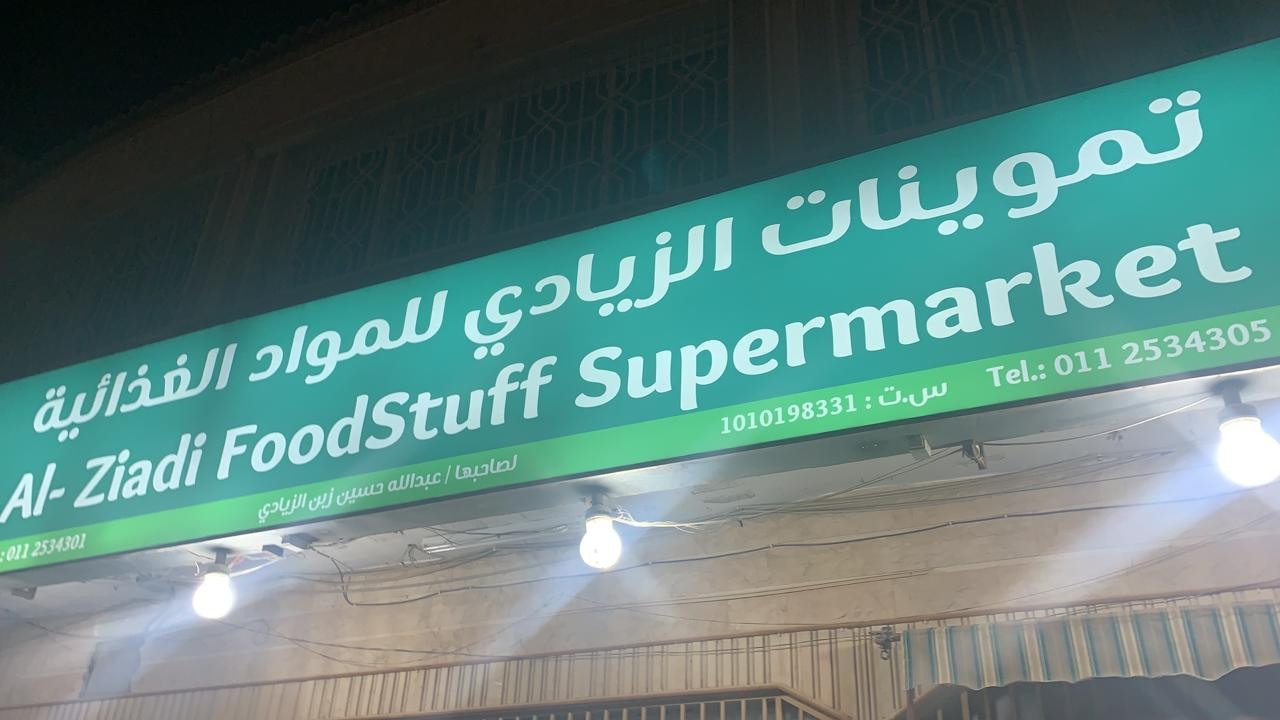 تموينات الزيادي للمواد الغذائية
Al- Ziadi FoodStuff Supermarket
Tel.: 011 2534305
س.ت : 1010198331
لصاحبها / عبدالله حسين زين الزيادي
: 011 2534301